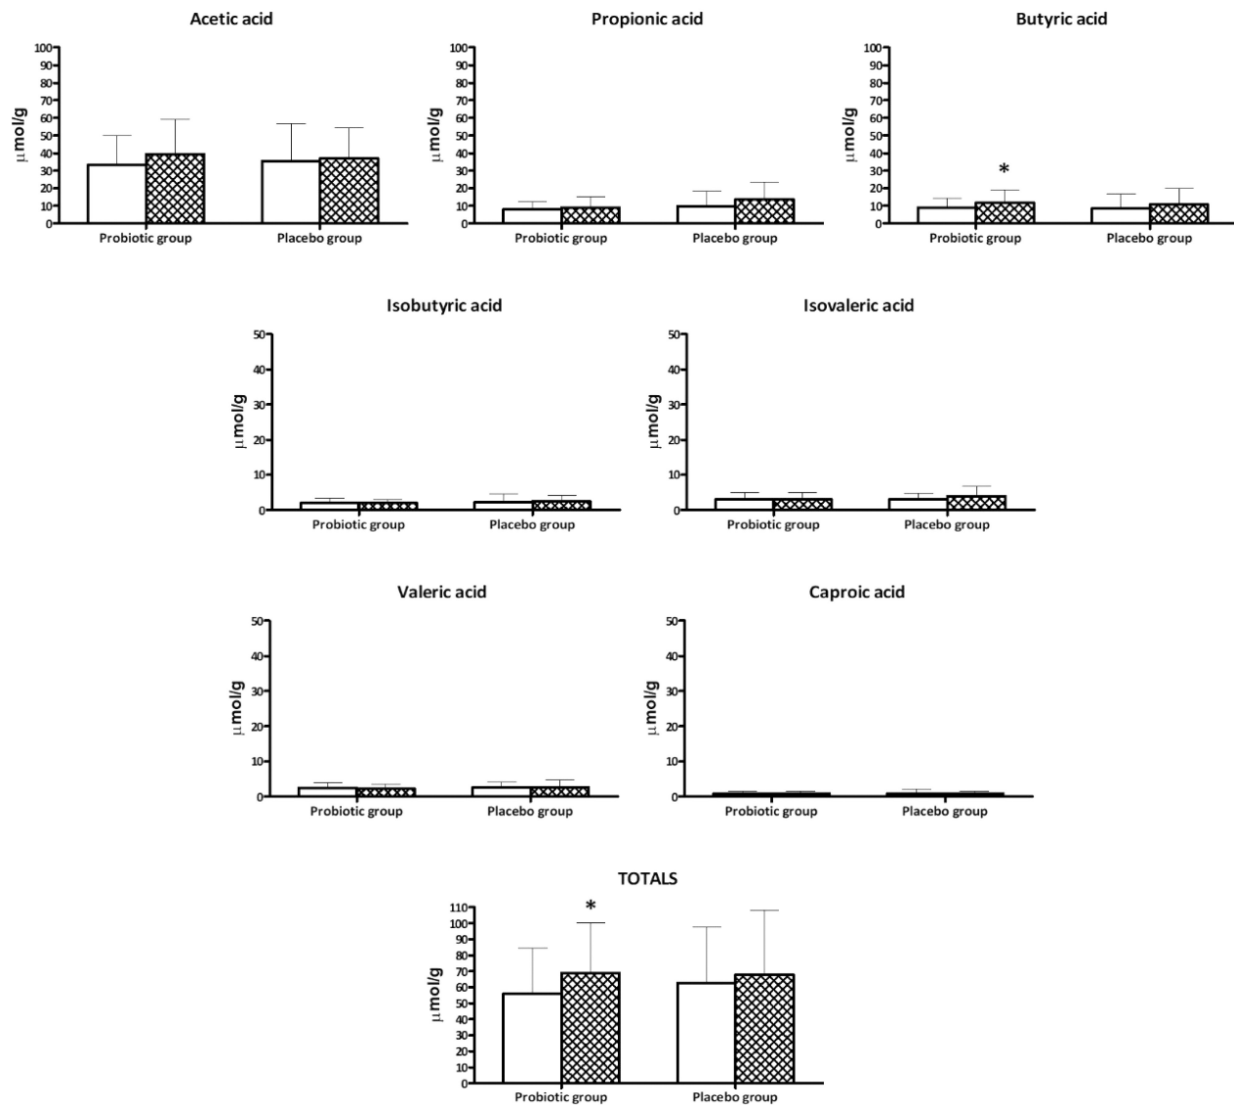 Acetic acid
Propionic acid
Butyric acid
μmol/g
100
90
80
70
60
50
40
30
20
10
0
Probiotic group
Placebo group
μmol/g
100
90
80
70
60
50
40
30
20
10
0
Probiotic group
Placebo group
μmol/g
100
90
80
70
60
50
40
30
20
10
0
*
Probiotic group
Placebo group
Isobutyric acid
Isovaleric acid
μmol/g
50
40
30
20
10
0
Probiotic group
Placebo group
μmol/g
50
40
30
20
10
0
Probiotic group
Placebo group
Valeric acid
Caproic acid
μmol/g
50
40
30
20
10
0
Probiotic group
Placebo group
μmol/g
50
40
30
20
10
0
Probiotic group
Placebo group
TOTALS
μmol/g
110
100
90
80
70
60
50
40
30
20
10
0
*
Probiotic group
Placebo group